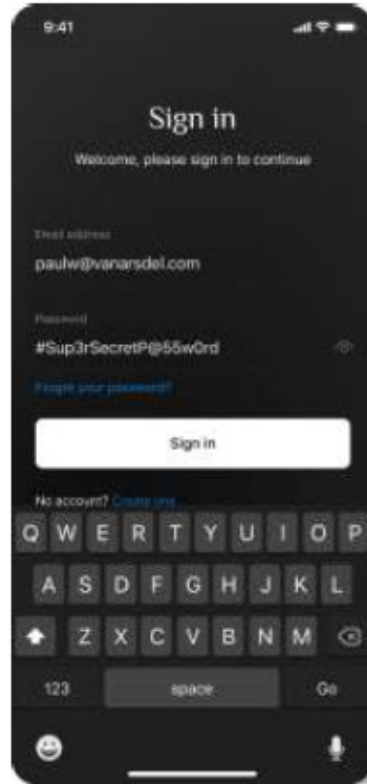 9:41
Sign in
Welcome, please sign in to continue
Email address
paulw@vanarsdel.com
Password
#Sup3rSecretP@55w0rd
Forgot your password?
Sign in
No account? Create one
Q W E R T Y U I O P
A S D F G H J K L
Z X C V B N M
123 space Go